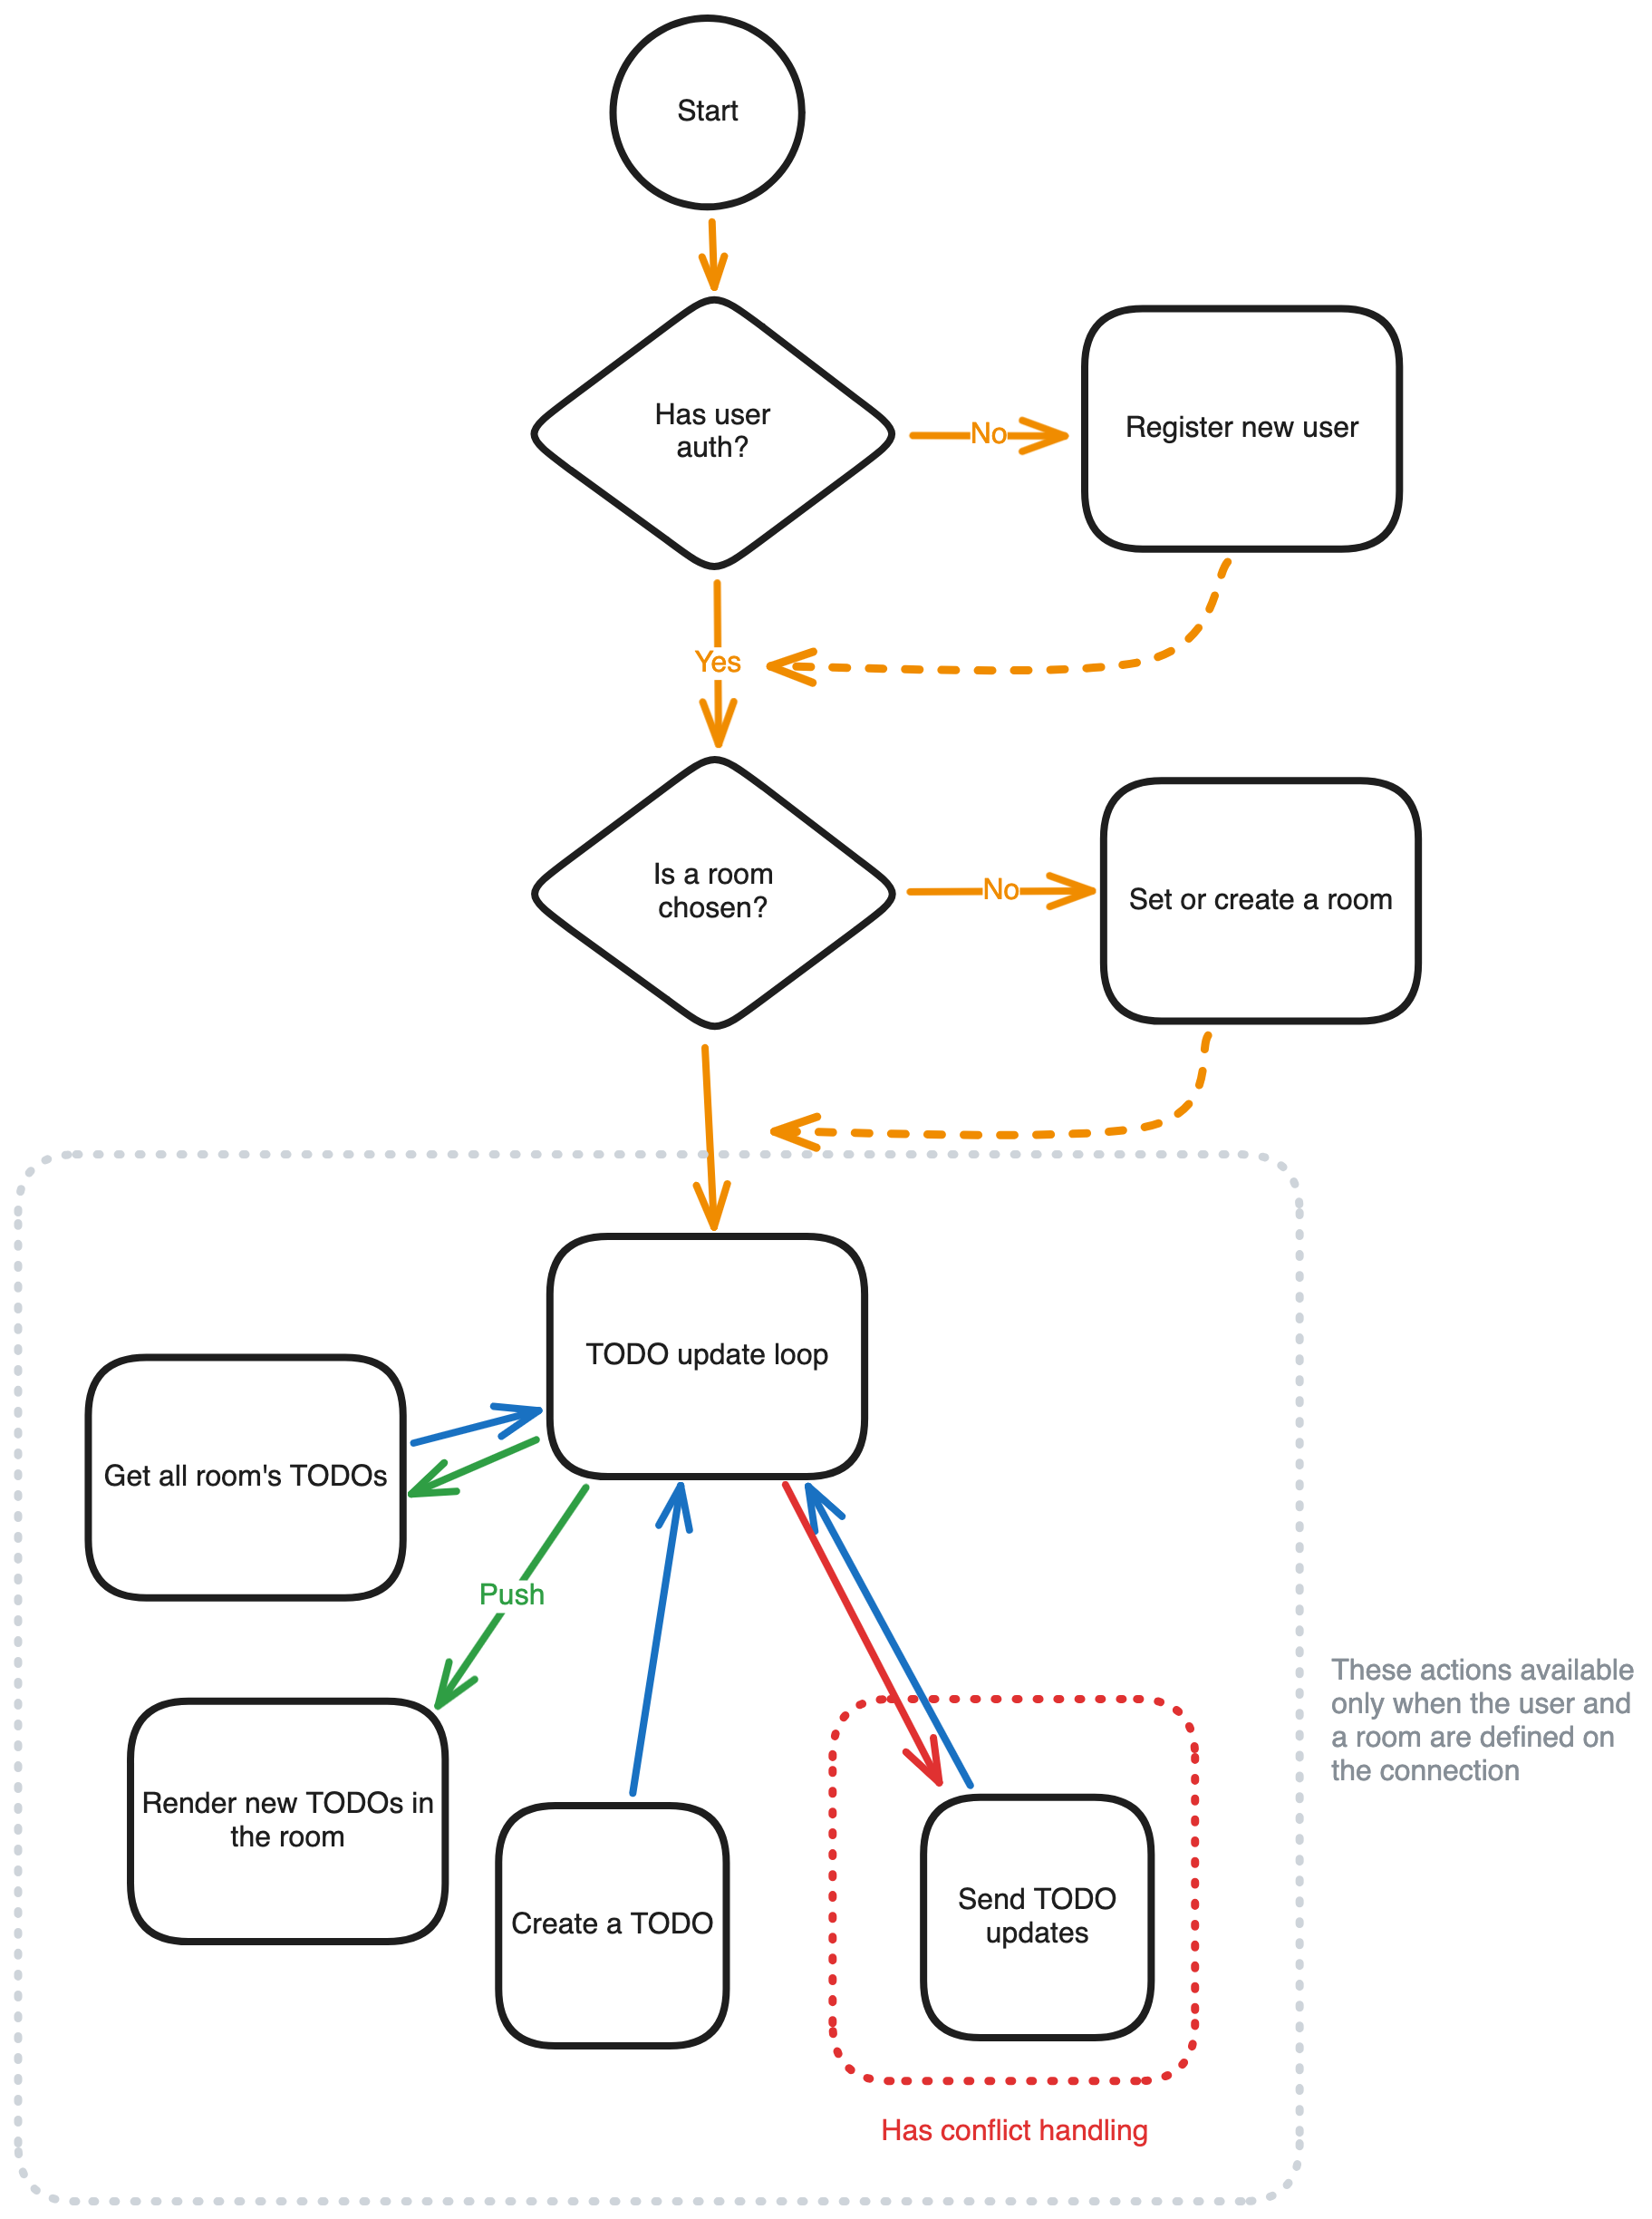 Start
Has user
auth?
No
Register new user
Yes
Is a room
chosen?
No
Set or create a room
TODO update loop
Get all room's TODOs
Push
These actions available
only when the user and
a room are defined on
the connection
Render new TODOs in
the room
Create a TODO
Send TODO
updates
Has conflict handling